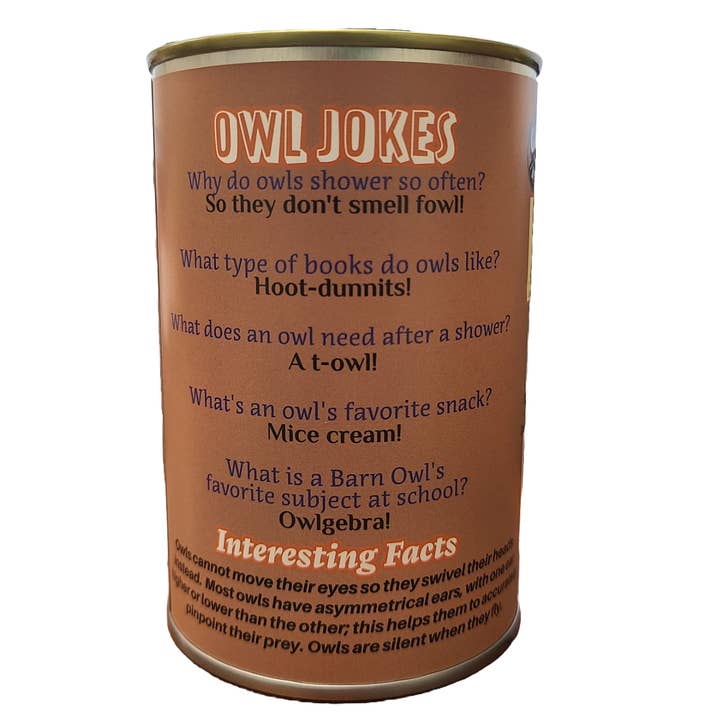 OWL JOKES
Why do owls shower so often?
So they don't smell fowl!
What type of books do owls like?
Hoot-dunnits!
What does an owl need after a shower?
A t-owl!
What's an owl's favorite snack?
Mice cream!
What is a Barn Owl's
favorite subject at school?
Owlgebra!
Interesting Facts
Owls cannot move their eyes so they swivel their heads
instead. Most owls have asymmetrical ears, with one ear
higher or lower than the other; this helps them to accurately
pinpoint their prey. Owls are silent when they fly.